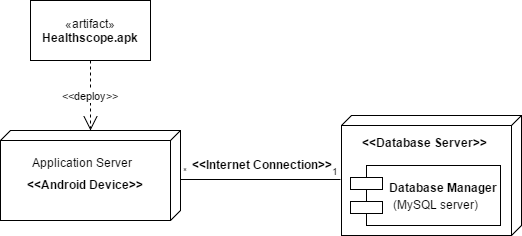 «artifact»
Healthscope.apk
<<deploy>>
Application Server
<<Android Device>>
* <<Internet Connection>> 1
<<Database Server>>
Database Manager
(MySQL server)